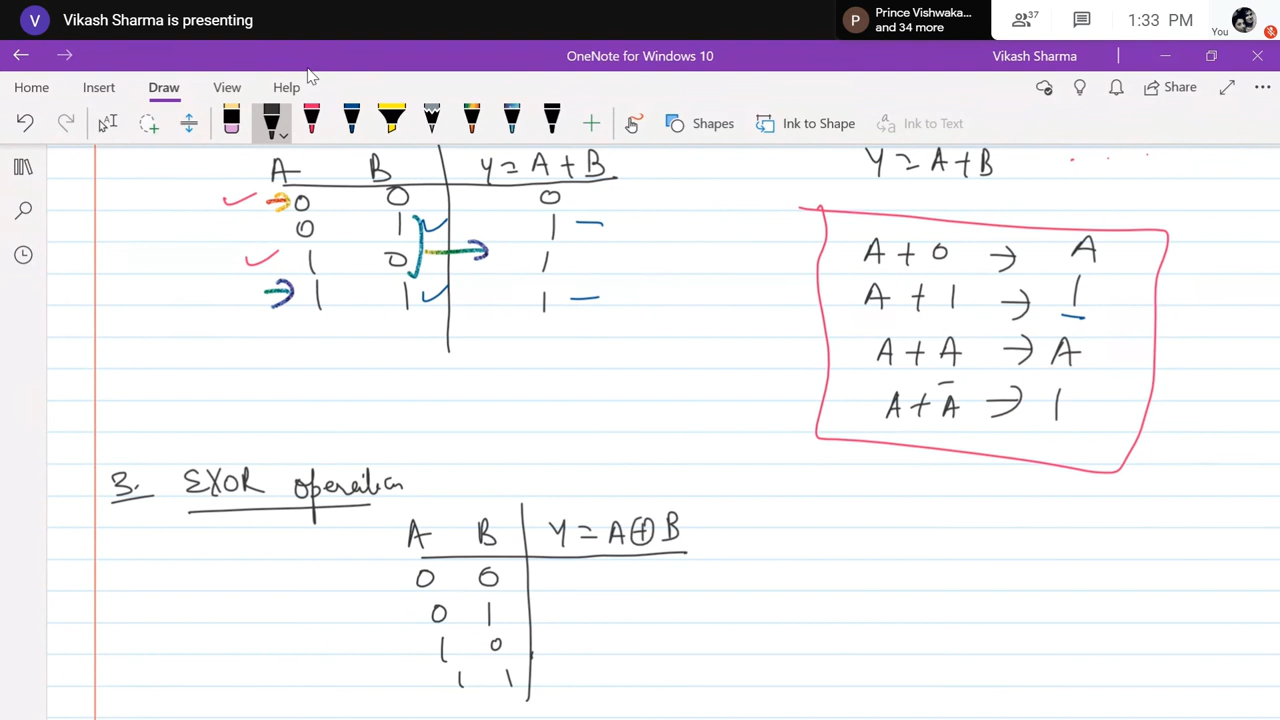 V Vikash Sharma is presenting
P Prince Vishwaka... and 34 more
37
1:33 PM
You
OneNote for Windows 10
Vikash Sharma
Home Insert Draw View Help
Share
Shapes Ink to Shape Ink to Text
A B Y = A + B
0 0 0
0 1 1
1 0 1
1 1 1
Y = A + B
A + 0 → A
A + 1 → 1
A + A → A
A + Ā → 1
3. EXOR operation
A B Y = A ⊕ B
0 0
0 1
1 0
1 1